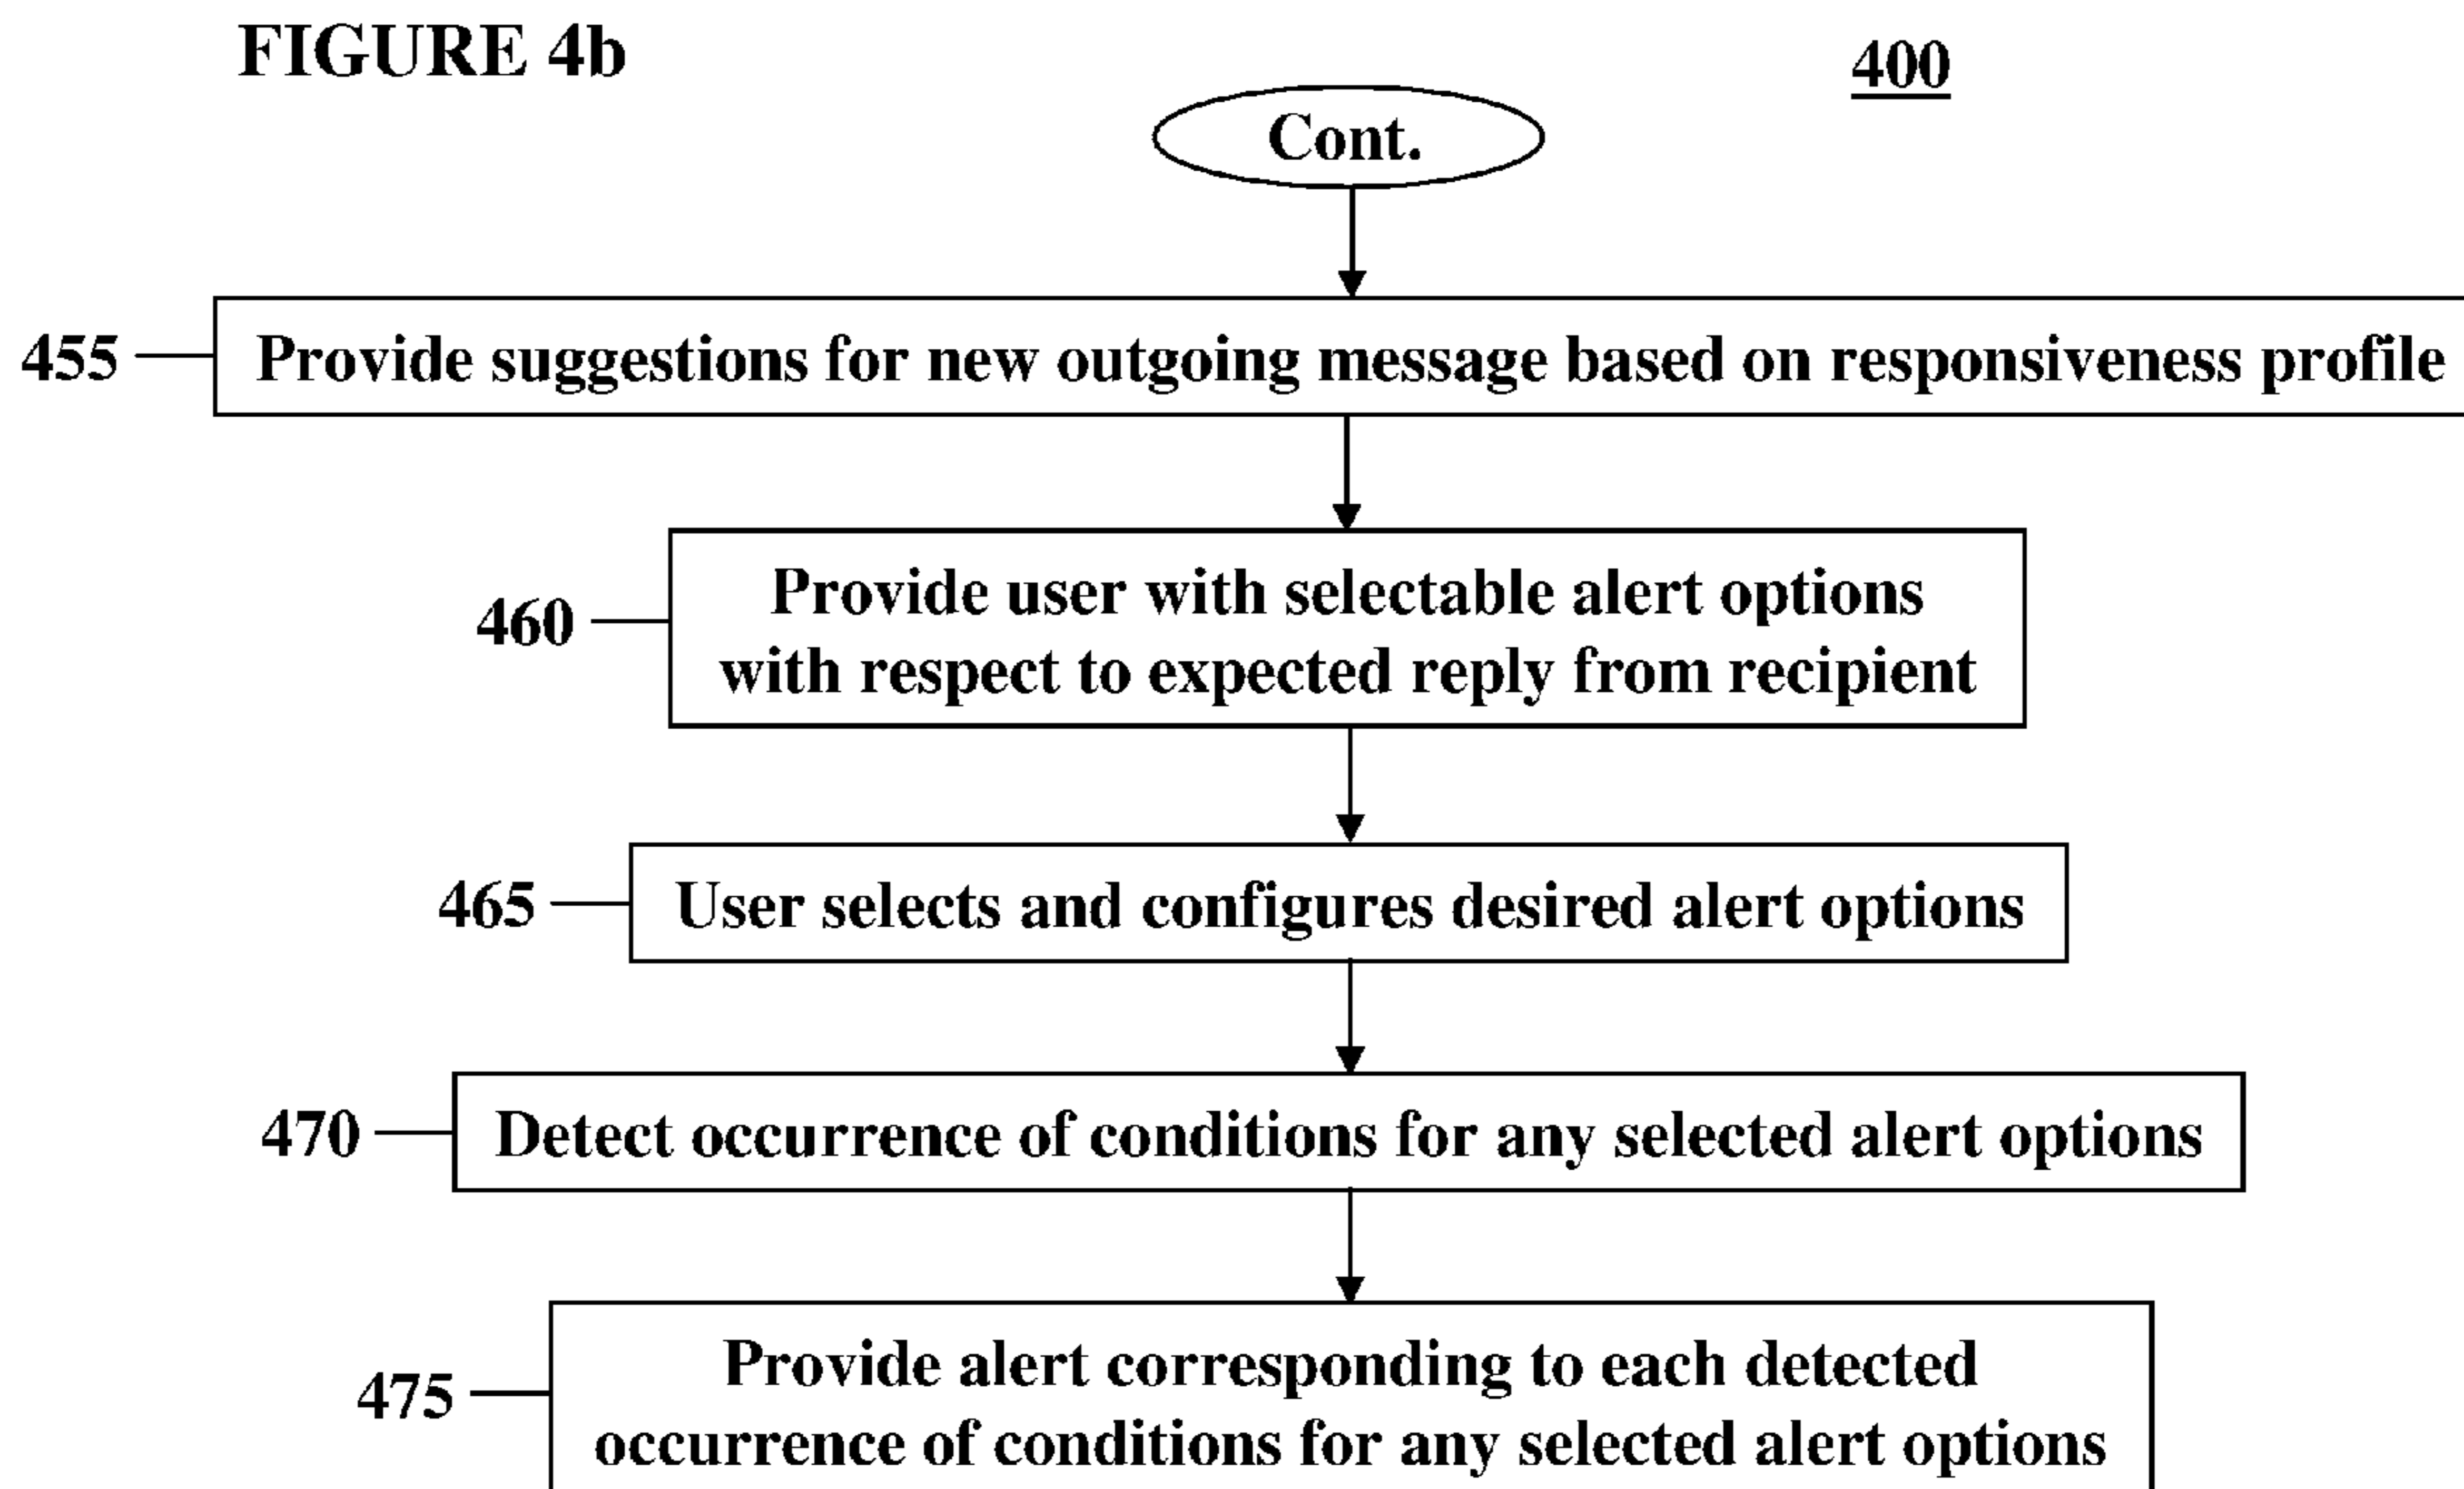 FIGURE 4b
400
Cont.
455
Provide suggestions for new outgoing message based on responsiveness profile
460
Provide user with selectable alert options
with respect to expected reply from recipient
465
User selects and configures desired alert options
470
Detect occurrence of conditions for any selected alert options
475
Provide alert corresponding to each detected
occurrence of conditions for any selected alert options